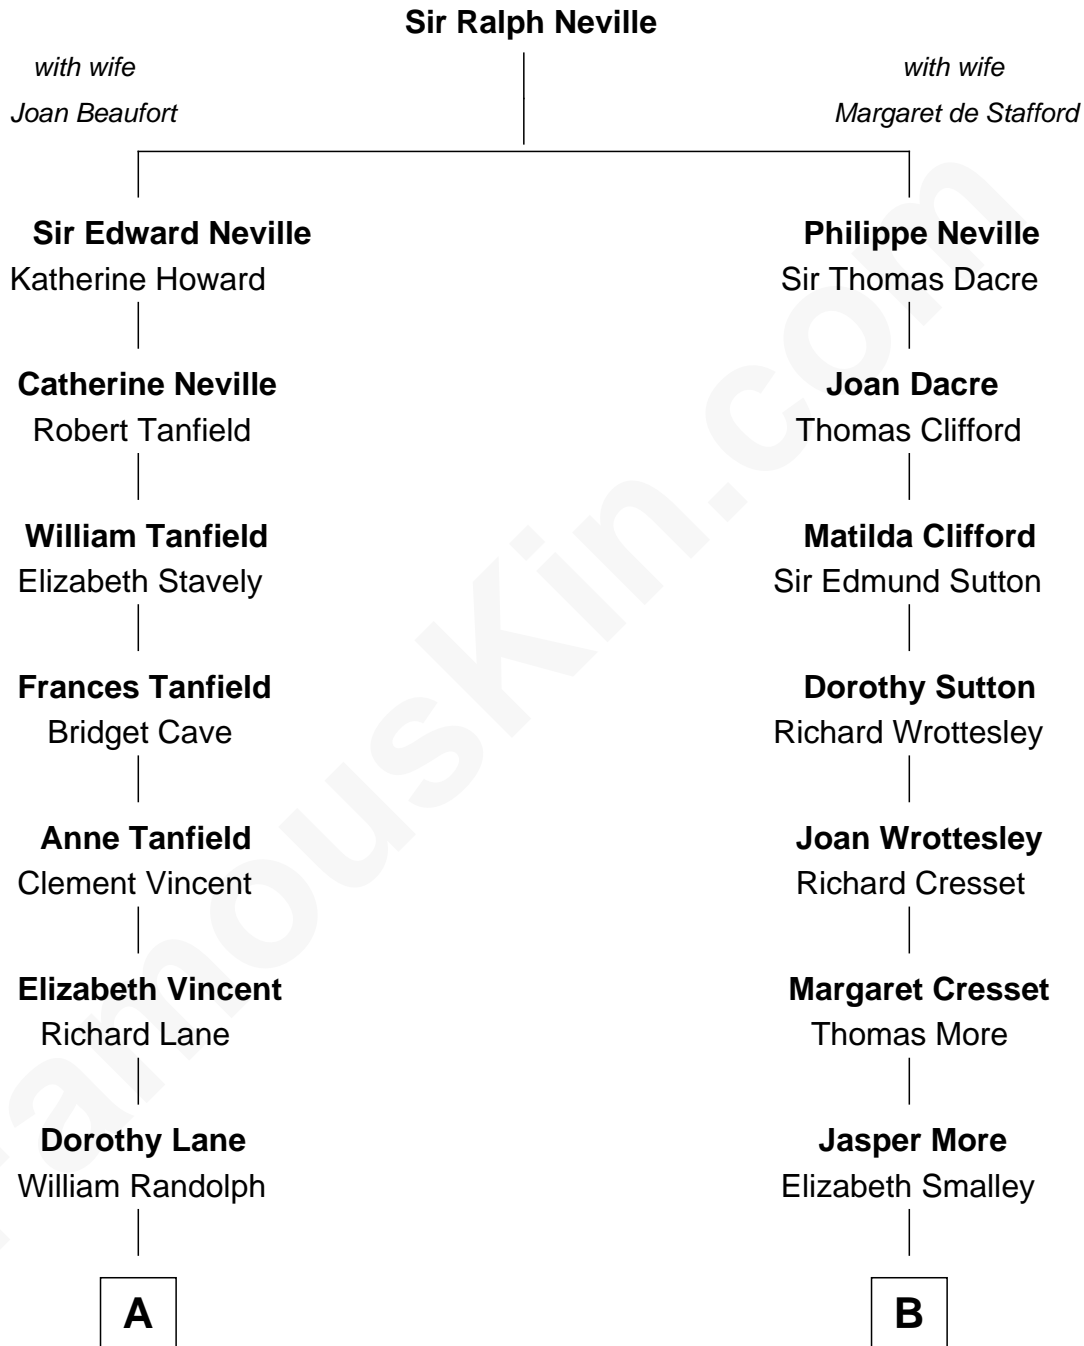 Sir Ralph Neville
with wife
Joan Beaufort
with wife
Margaret de Stafford
Sir Edward Neville
Katherine Howard
Philippe Neville
Sir Thomas Dacre
Catherine Neville
Robert Tanfield
Joan Dacre
Thomas Clifford
William Tanfield
Elizabeth Stavely
Matilda Clifford
Sir Edmund Sutton
Frances Tanfield
Bridget Cave
Dorothy Sutton
Richard Wrottesley
Anne Tanfield
Clement Vincent
Joan Wrottesley
Richard Cresset
Elizabeth Vincent
Richard Lane
Margaret Cresset
Thomas More
Dorothy Lane
William Randolph
Jasper More
Elizabeth Smalley
A
B
FamousKin.com